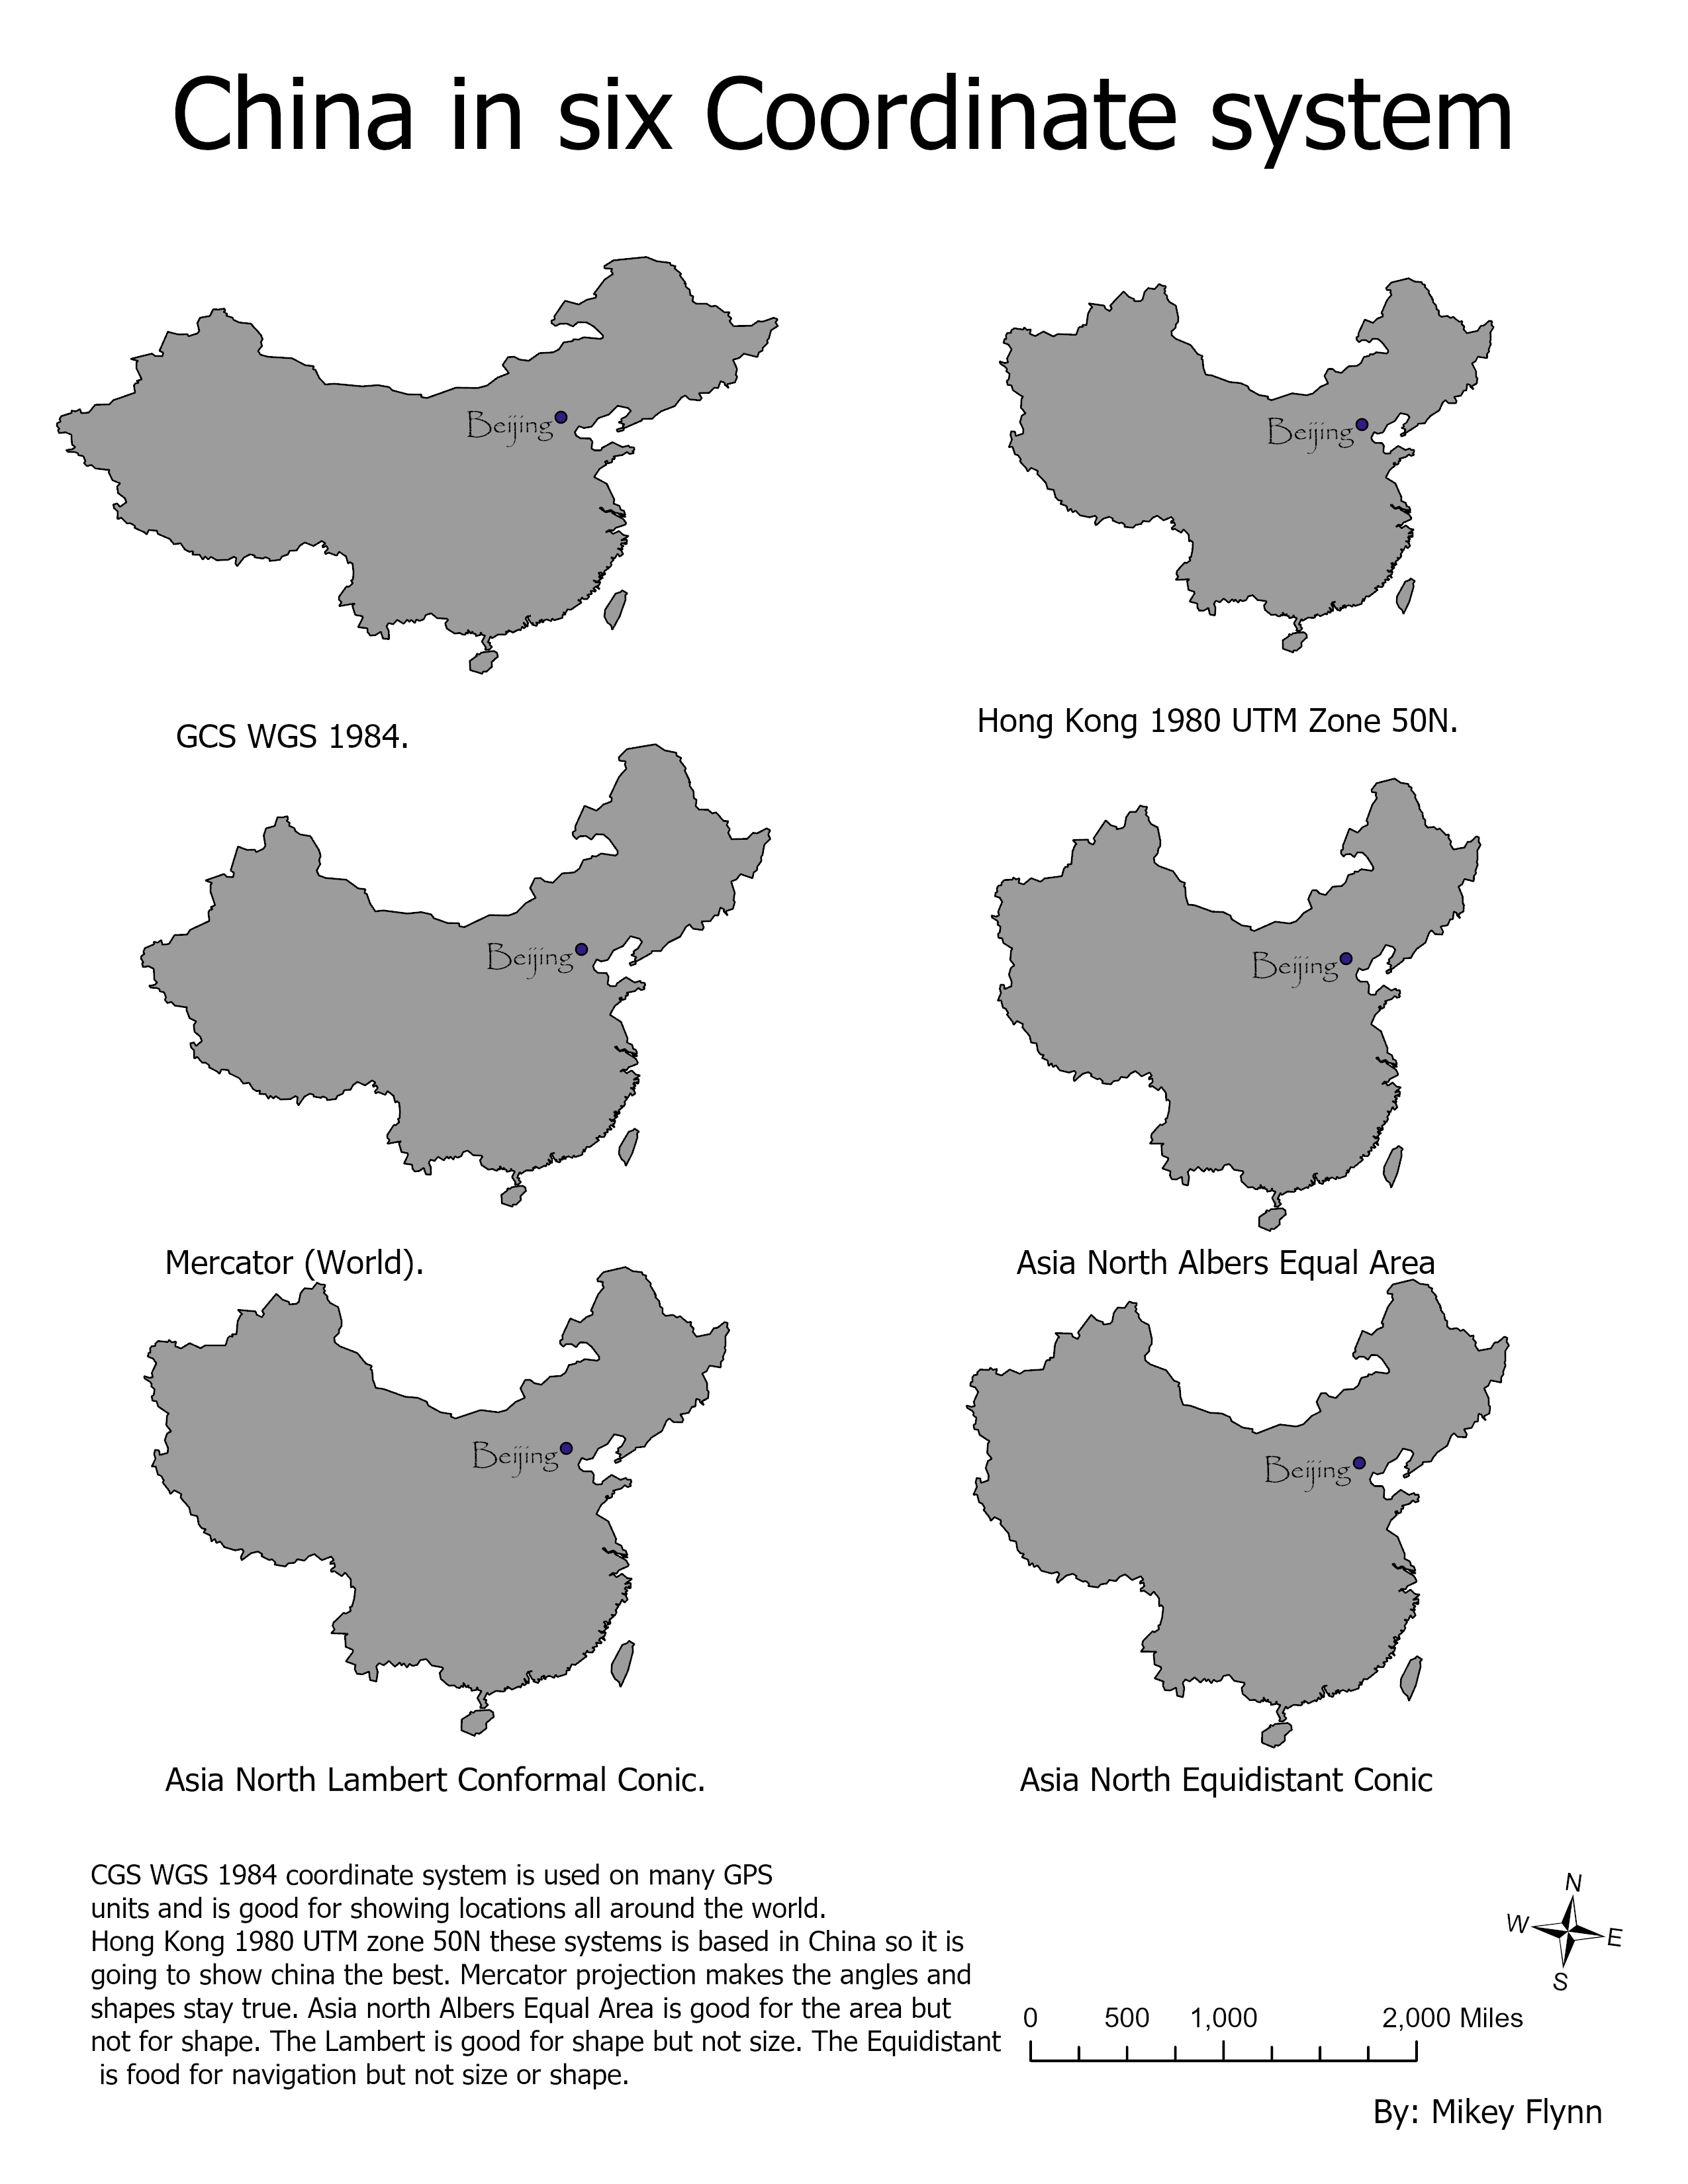 China in six Coordinate system
Beijing
Beijing
GCS WGS 1984.
Hong Kong 1980 UTM Zone 50N.
Beijing
Beijing
Mercator (World).
Asia North Albers Equal Area
Beijing
Beijing
Asia North Lambert Conformal Conic.
Asia North Equidistant Conic
CGS WGS 1984 coordinate system is used on many GPS
units and is good for showing locations all around the world.
Hong Kong 1980 UTM zone 50N these systems is based in China so it is
going to show china the best. Mercator projection makes the angles and
shapes stay true. Asia north Albers Equal Area is good for the area but
not for shape. The Lambert is good for shape but not size. The Equidistant
is food for navigation but not size or shape.
N
W
E
S
0 500 1,000 2,000 Miles
By: Mikey Flynn